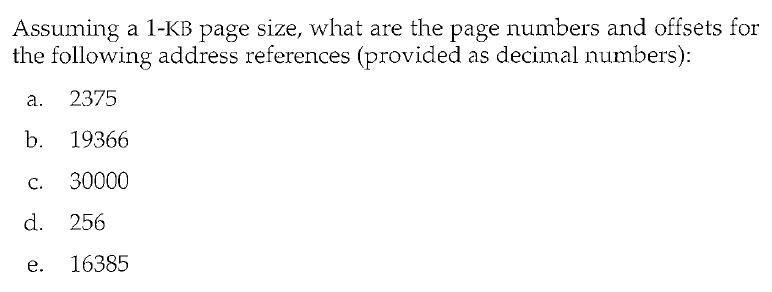 Assuming a 1-KB page size, what are the page numbers and offsets for
the following address references (provided as decimal numbers):
a. 2375
b. 19366
c. 30000
d. 256
e. 16385